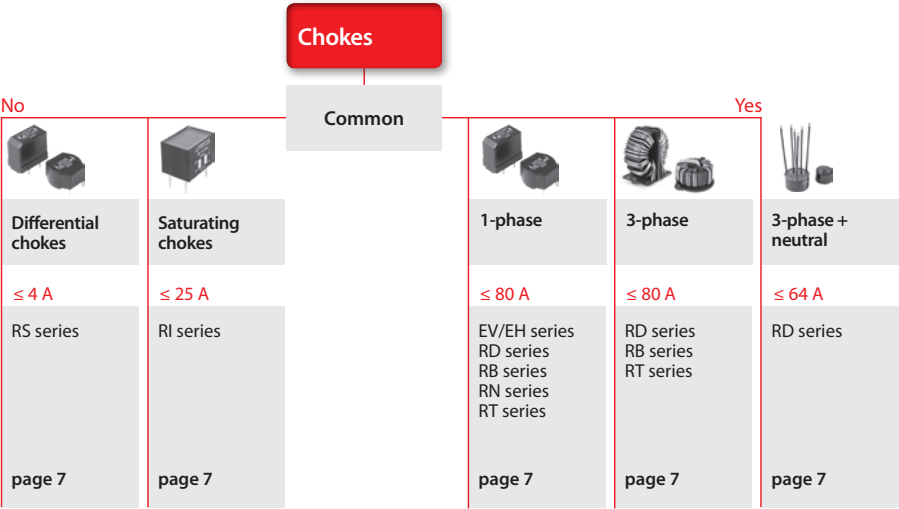 Chokes
Common
No
Yes
Differential
chokes
≤ 4 A
RS series
page 7
Saturating
chokes
≤ 25 A
RI series
page 7
1-phase
≤ 80 A
EV/EH series
RD series
RB series
RN series
RT series
page 7
3-phase
≤ 80 A
RD series
RB series
RT series
page 7
3-phase +
neutral
≤ 64 A
RD series
page 7